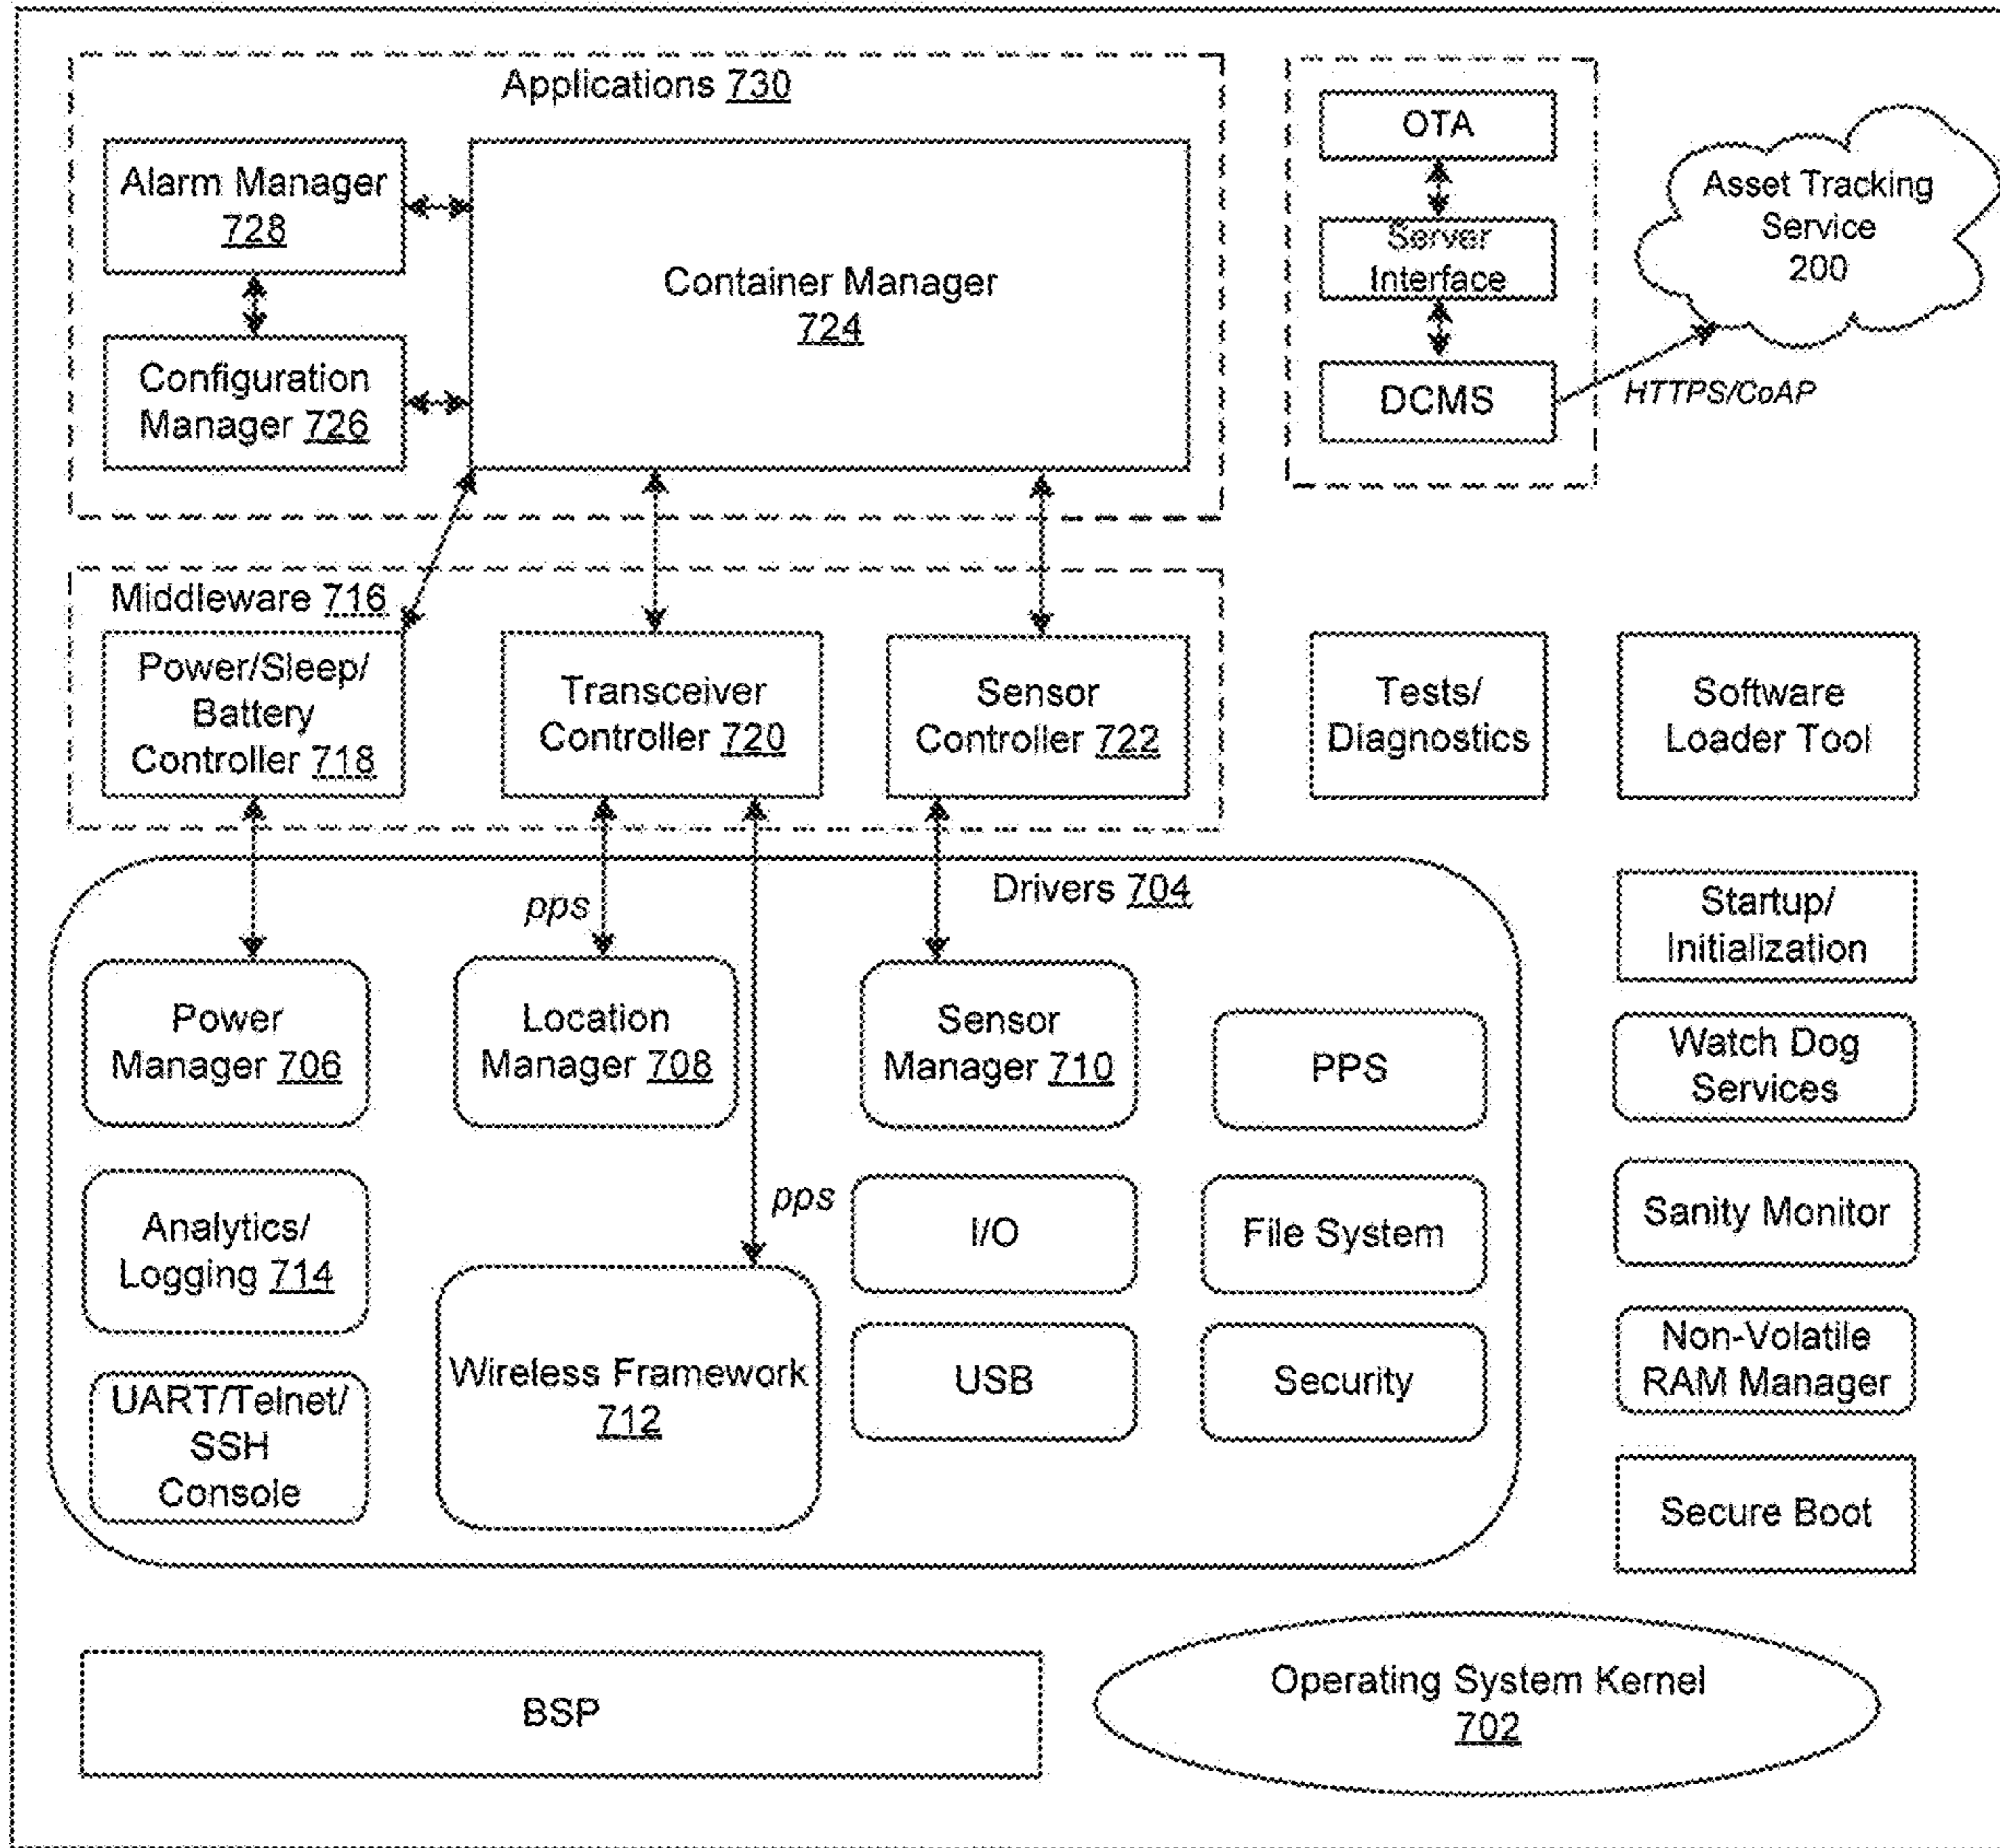 Applications 730
Alarm Manager
728
Configuration
Manager 726
Container Manager
724
OTA
Server
Interface
DCMS
Asset Tracking
Service
200
HTTPS/CoAP
Middleware 716
Power/Sleep/
Battery
Controller 718
Transceiver
Controller 720
Sensor
Controller 722
Tests/
Diagnostics
Software
Loader Tool
Drivers 704
pps
Power
Manager 706
Location
Manager 708
Sensor
Manager 710
PPS
Analytics/
Logging 714
pps
I/O
File System
UART/Telnet/
SSH
Console
Wireless Framework
712
USB
Security
Startup/
Initialization
Watch Dog
Services
Sanity Monitor
Non-Volatile
RAM Manager
Secure Boot
BSP
Operating System Kernel
702